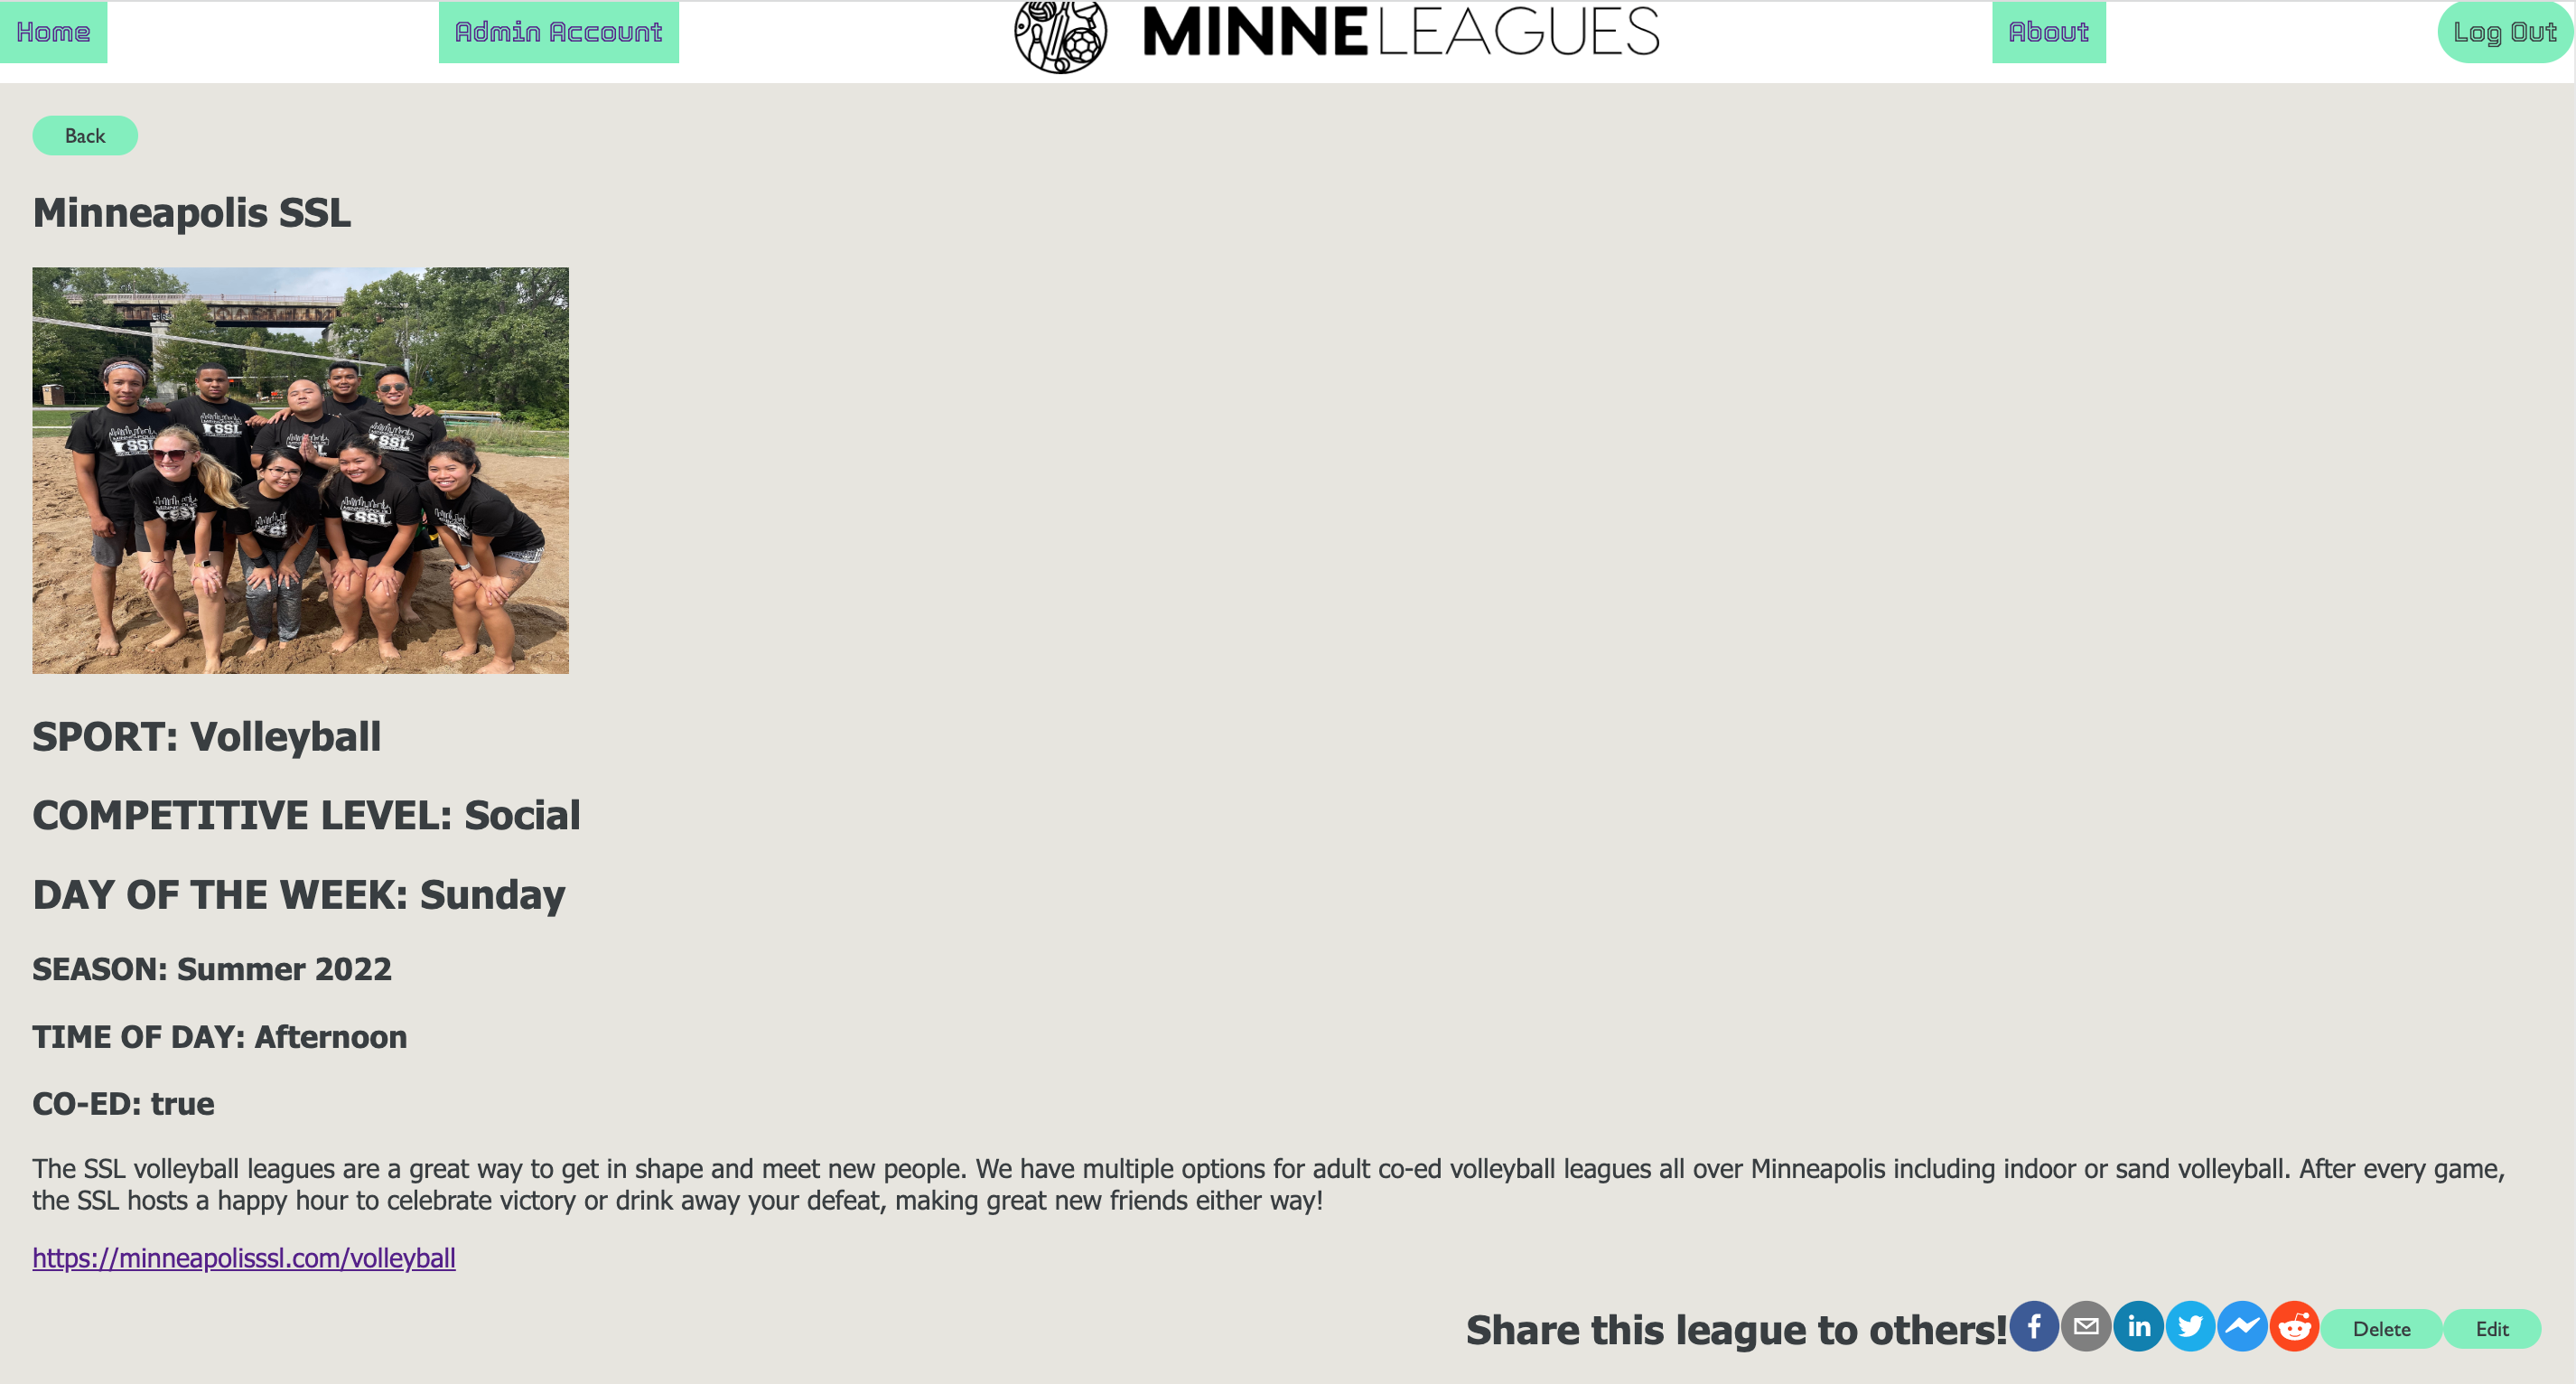 Home
Admin Account
MINNELEAGUES
About
Log Out
Back
Minneapolis SSL
SSL
SSL
SSL
SSL
SPORT: Volleyball
COMPETITIVE LEVEL: Social
DAY OF THE WEEK: Sunday
SEASON: Summer 2022
TIME OF DAY: Afternoon
CO-ED: true
The SSL volleyball leagues are a great way to get in shape and meet new people. We have multiple options for adult co-ed volleyball leagues all over Minneapolis including indoor or sand volleyball. After every game,
the SSL hosts a happy hour to celebrate victory or drink away your defeat, making great new friends either way!
https://minneapolisssl.com/volleyball
Share this league to others!
Delete
Edit